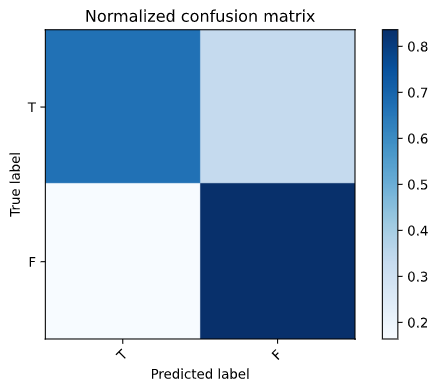 Normalized confusion matrix
True label
T
F
T
F
Predicted label
0.8
0.7
0.6
0.5
0.4
0.3
0.2